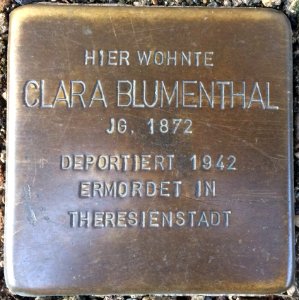 HIER WOHNTE
CLARA BLUMENTHAL
JG. 1872
DEPORTIERT 1942
ERMORDET IN
THERESIENSTADT